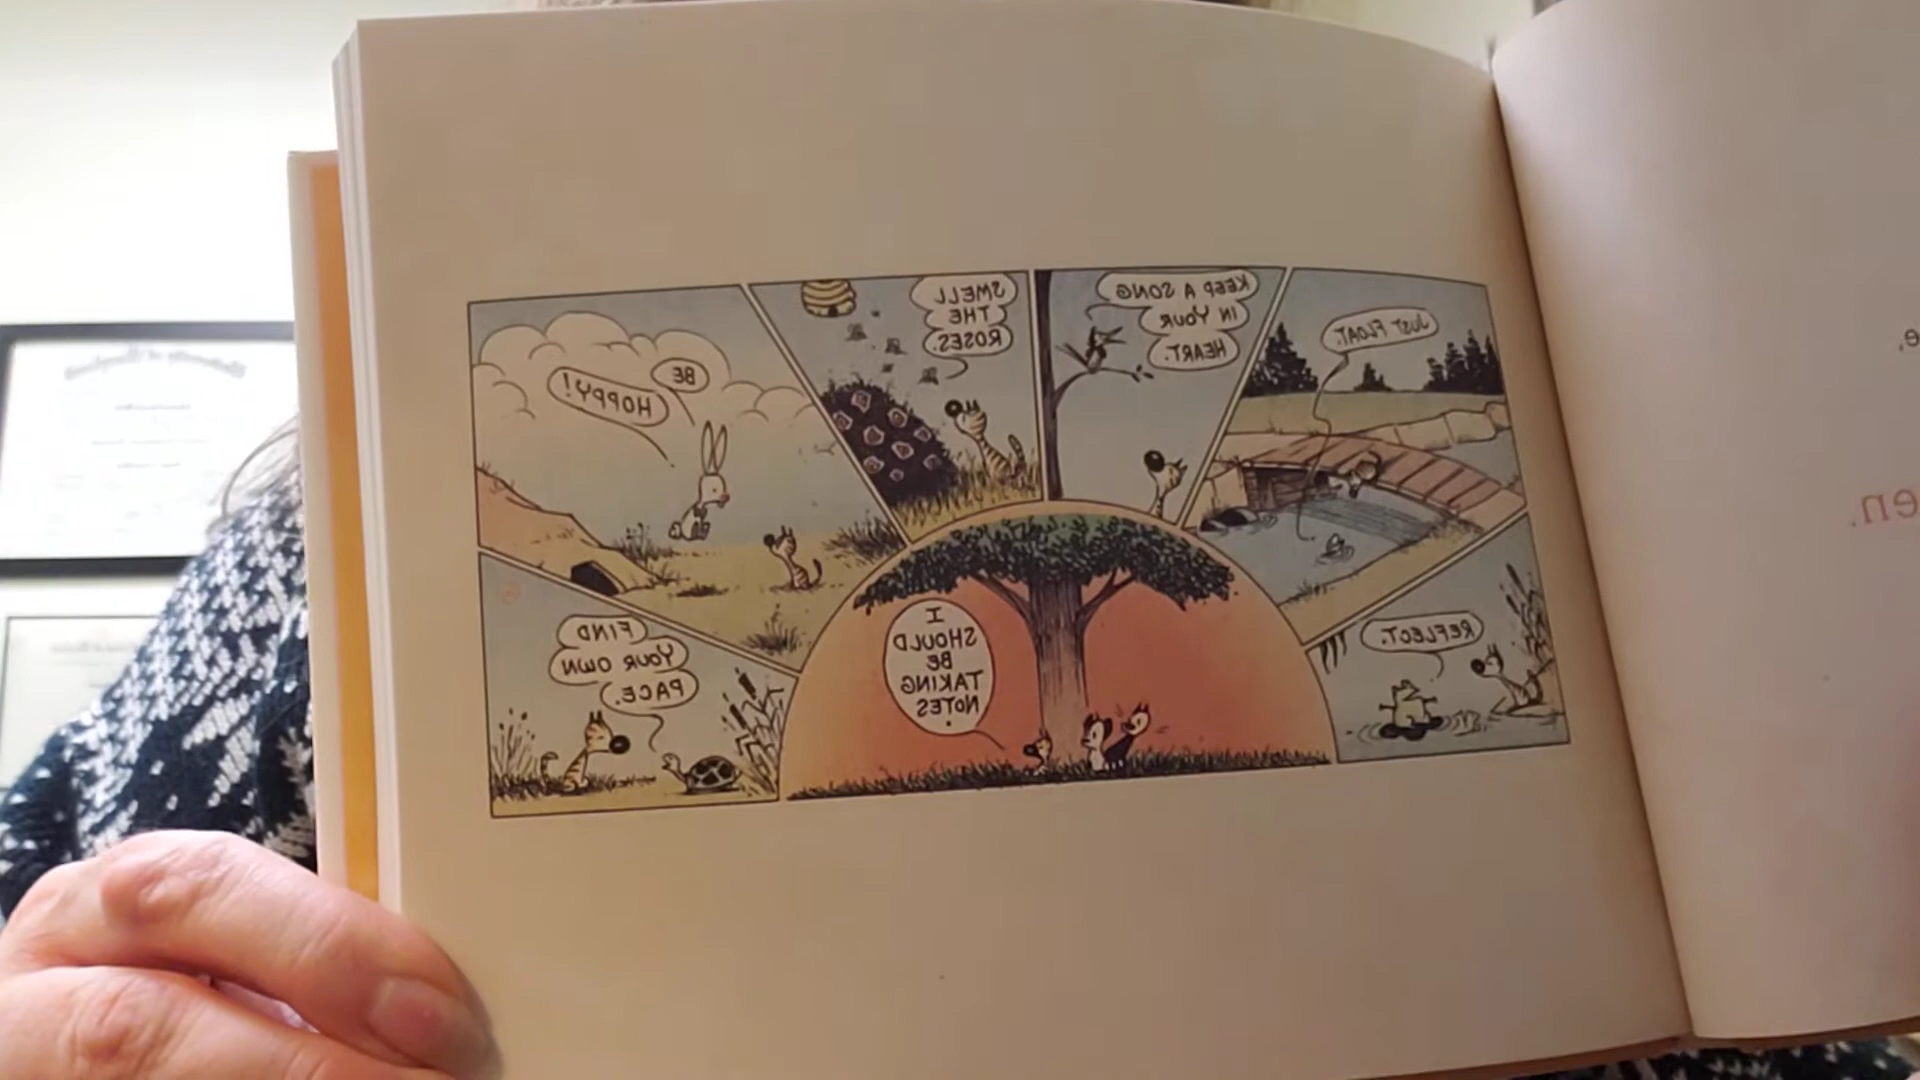 REFLECT.
JUST FLOAT.
KEEP A SONG
IN YOUR
HEART.
SMELL
THE
ROSES.
BE
HOPPY!
FIND
YOUR OWN
PACE.
I
SHOULD
BE
TAKING
NOTES.